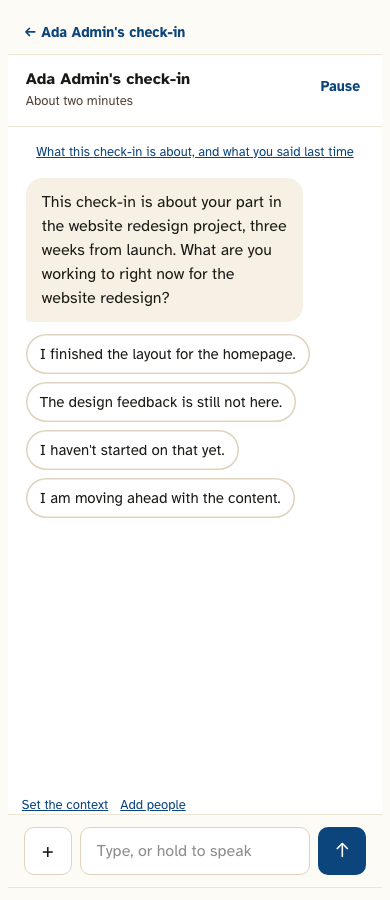 ← Ada Admin's check-in
Ada Admin's check-in
Pause
About two minutes
What this check-in is about, and what you said last time
This check-in is about your part in
the website redesign project, three
weeks from launch. What are you
working to right now for the
website redesign?
I finished the layout for the homepage.
The design feedback is still not here.
I haven't started on that yet.
I am moving ahead with the content.
Set the context
Add people
+
Type, or hold to speak
↑